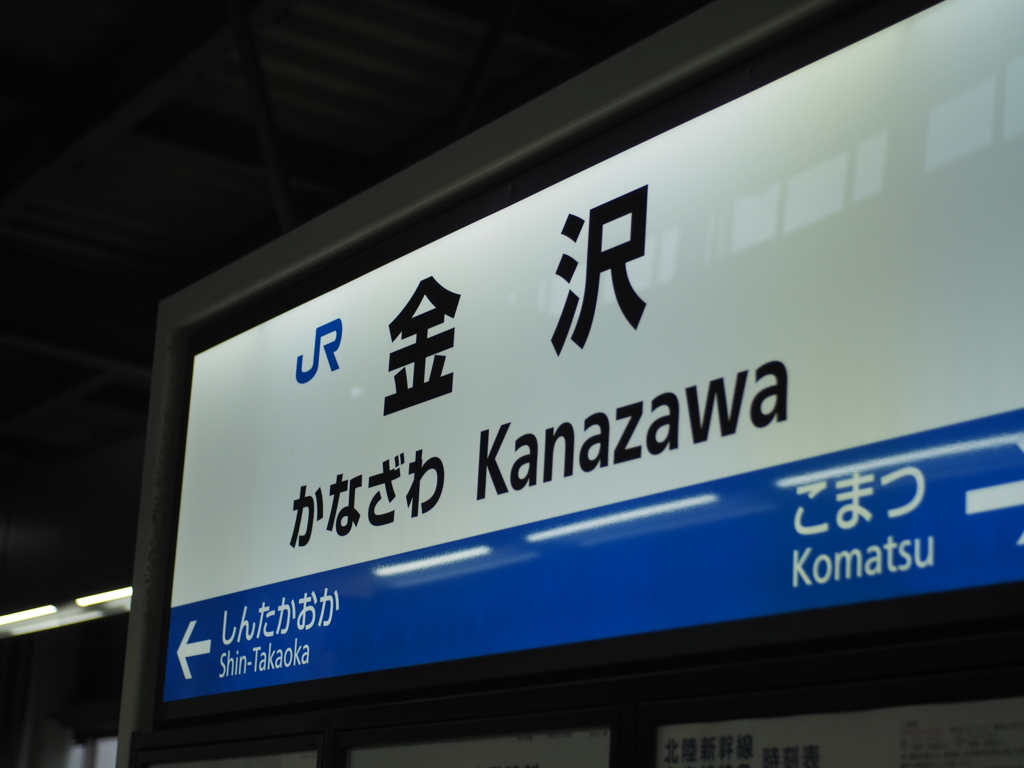 JR 金沢
かなざわ Kanazawa
しんたかおか
Shin-Takaoka
こまつ
Komatsu
北陸新幹線 時刻表